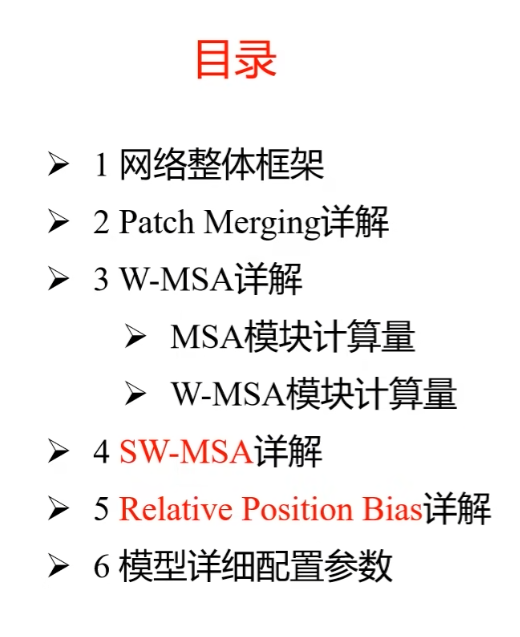 目录
➢ 1 网络整体框架
➢ 2 Patch Merging详解
➢ 3 W-MSA详解
➢ MSA模块计算量
➢ W-MSA模块计算量
➢ 4 SW-MSA详解
➢ 5 Relative Position Bias详解
➢ 6 模型详细配置参数